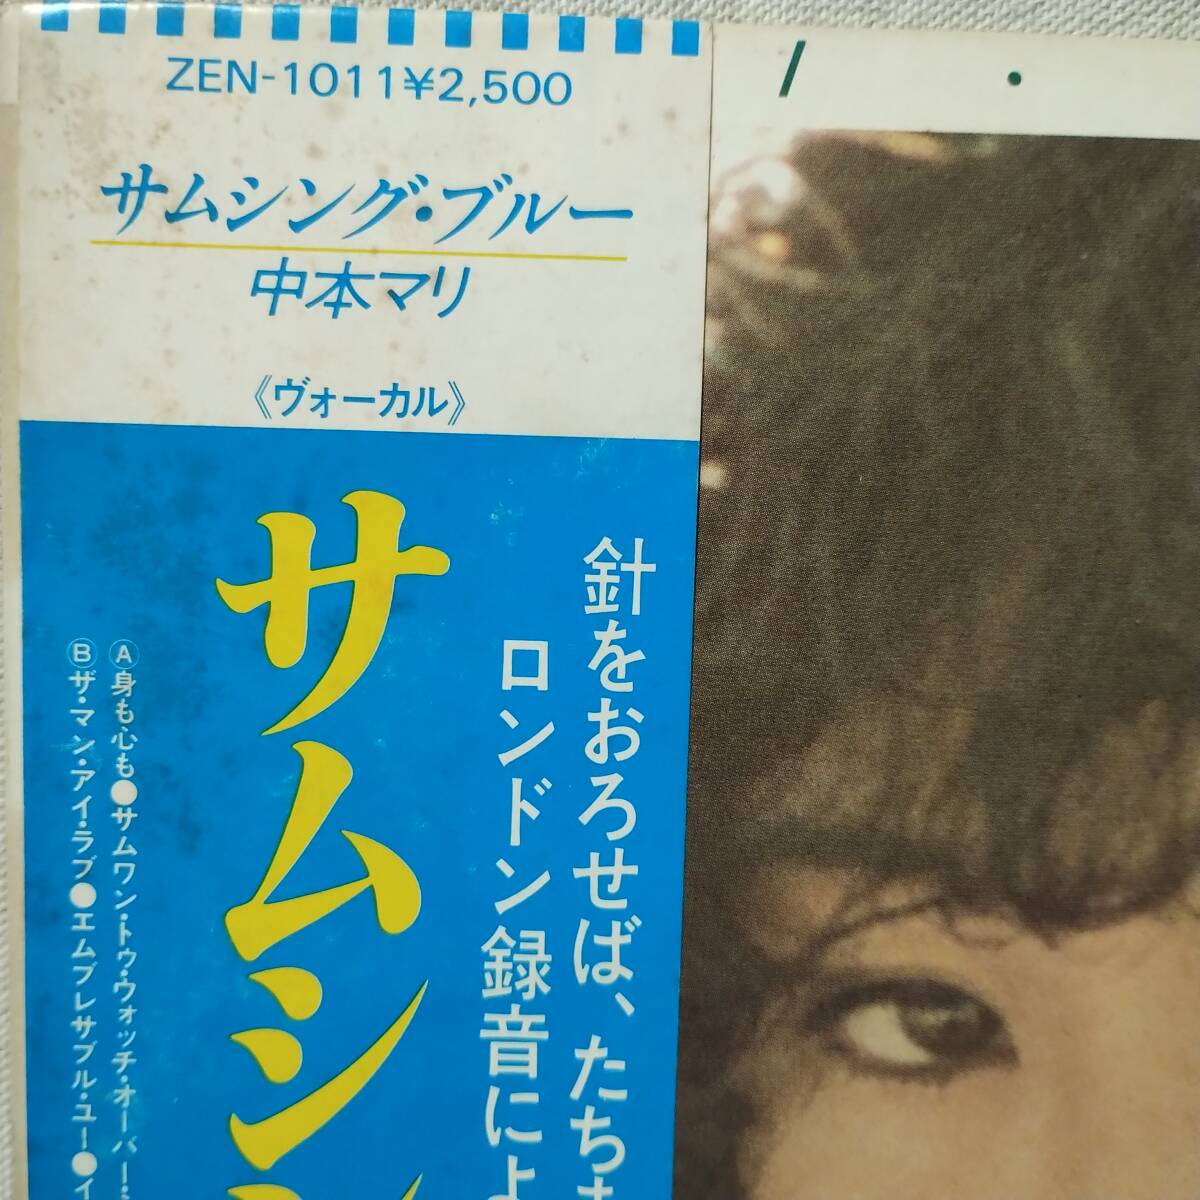 ZEN-1011¥2,500
サムシング・ブルー
中本マリ
《ヴォーカル》
針をおろせば、たち
ロンドン録音によ
サムシン
Ⓐ身も心も●サムワン・トゥ・ウォッチ・オーバー・
Ⓑザ・マン・アイ・ラブ●エムブレサブル・ユー●イ